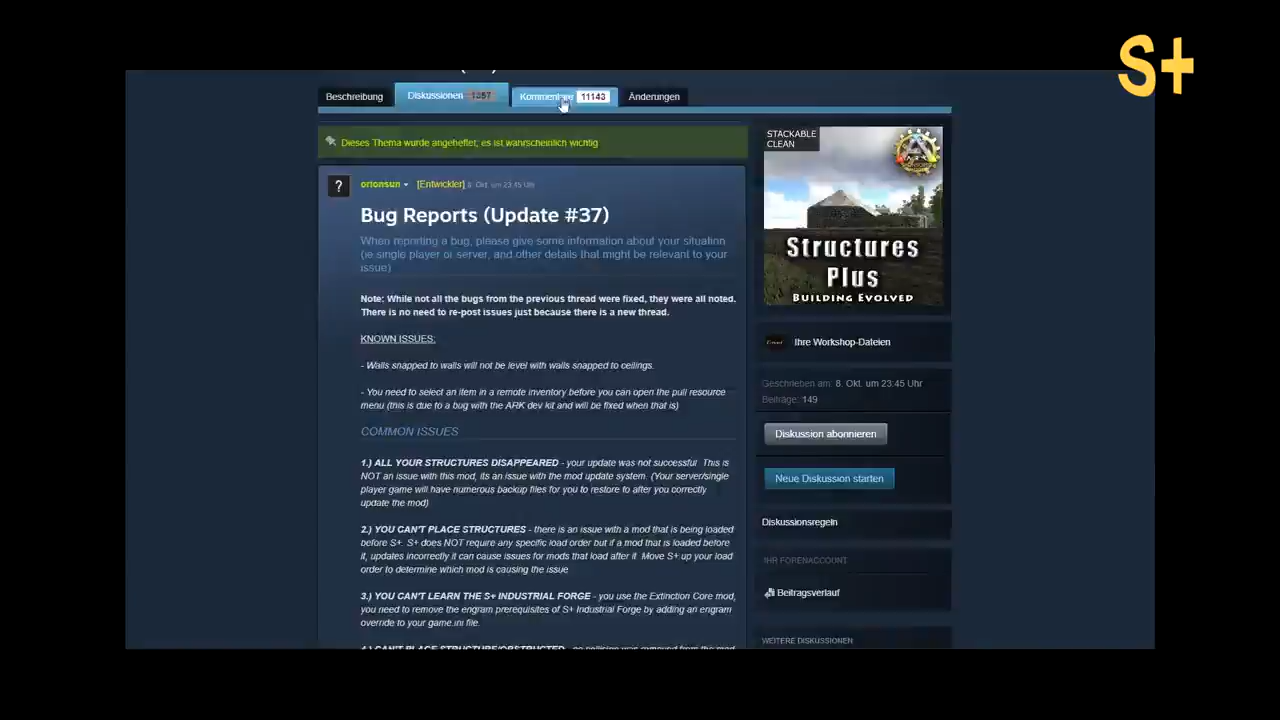 S+
Beschreibung
Diskussionen 1357
Kommentare 11143
Änderungen
Dieses Thema wurde angeheftet, es ist wahrscheinlich wichtig
?
orionsun [Entwickler] 8. Okt. um 23:45 Uhr
Bug Reports (Update #37)
When reporting a bug, please give some information about your situation
(ie single player or server, and other details that might be relevant to your
issue)
Note: While not all the bugs from the previous thread were fixed, they were all noted.
There is no need to re-post issues just because there is a new thread.
KNOWN ISSUES:
- Walls snapped to walls will not be level with walls snapped to ceilings.
- You need to select an item in a remote inventory before you can open the pull resource
menu (this is due to a bug with the ARK dev kit and will be fixed when that is)
COMMON ISSUES
1.) ALL YOUR STRUCTURES DISAPPEARED - your update was not successful. This is
NOT an issue with this mod, its an issue with the mod update system. (Your server/single
player game will have numerous backup files for you to restore to after you correctly
update the mod)
2.) YOU CAN'T PLACE STRUCTURES - there is an issue with a mod that is being loaded
before S+. S+ does NOT require any specific load order but if a mod that is loaded before
it, updates incorrectly it can cause issues for mods that load after it. Move S+ up your load
order to determine which mod is causing the issue
3.) YOU CAN'T LEARN THE S+ INDUSTRIAL FORGE - you use the Extinction Core mod,
you need to remove the engram prerequisites of S+ Industrial Forge by adding an engram
override to your game.ini file.
4.) CAN'T PLACE STRUCTURE/OBSTRUCTED - no collision was removed from the mod
STACKABLE
CLEAN
Structures
Plus
BUILDING EVOLVED
Ihre Workshop-Dateien
Geschrieben am: 8. Okt. um 23:45 Uhr
Beiträge: 149
Diskussion abonnieren
Neue Diskussion starten
Diskussionsregeln
IHR FORENACCOUNT
Beitragsverlauf
WEITERE DISKUSSIONEN